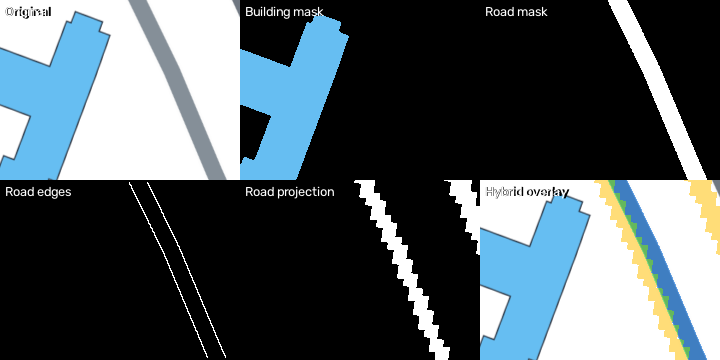 Original
Building mask
Road mask
Road edges
Road projection
Hybrid overlay